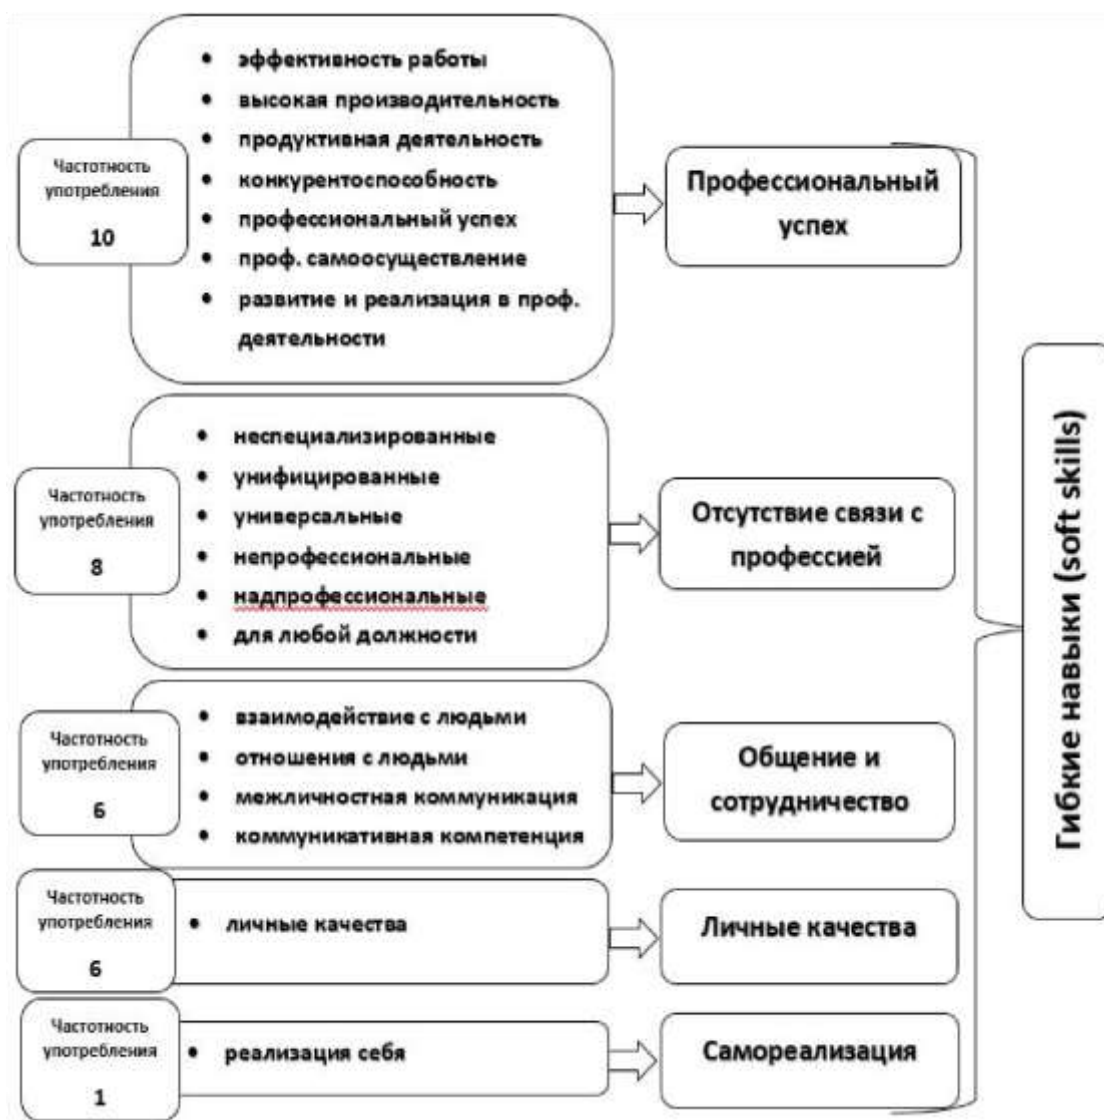 Частотность
употребления
10
• эффективность работы
• высокая производительность
• продуктивная деятельность
• конкурентоспособность
• профессиональный успех
• проф. самоосуществление
• развитие и реализация в проф.
деятельности
Профессиональный
успех
Частотность
употребления
8
• неспециализированные
• унифицированные
• универсальные
• непрофессиональные
• надпрофессиональные
• для любой должности
Отсутствие связи с
профессией
Частотность
употребления
6
• взаимодействие с людьми
• отношения с людьми
• межличностная коммуникация
• коммуникативная компетенция
Общение и
сотрудничество
Частотность
употребления
6
• личные качества
Личные качества
Частотность
употребления
1
• реализация себя
Самореализация
Гибкие навыки (soft skills)